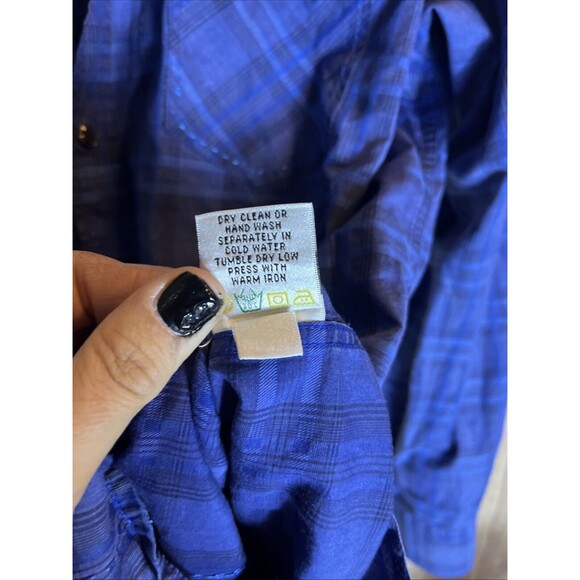 DRY CLEAN OR
HAND WASH
SEPARATELY IN
COLD WATER
TUMBLE DRY LOW
PRESS WITH
WARM IRON